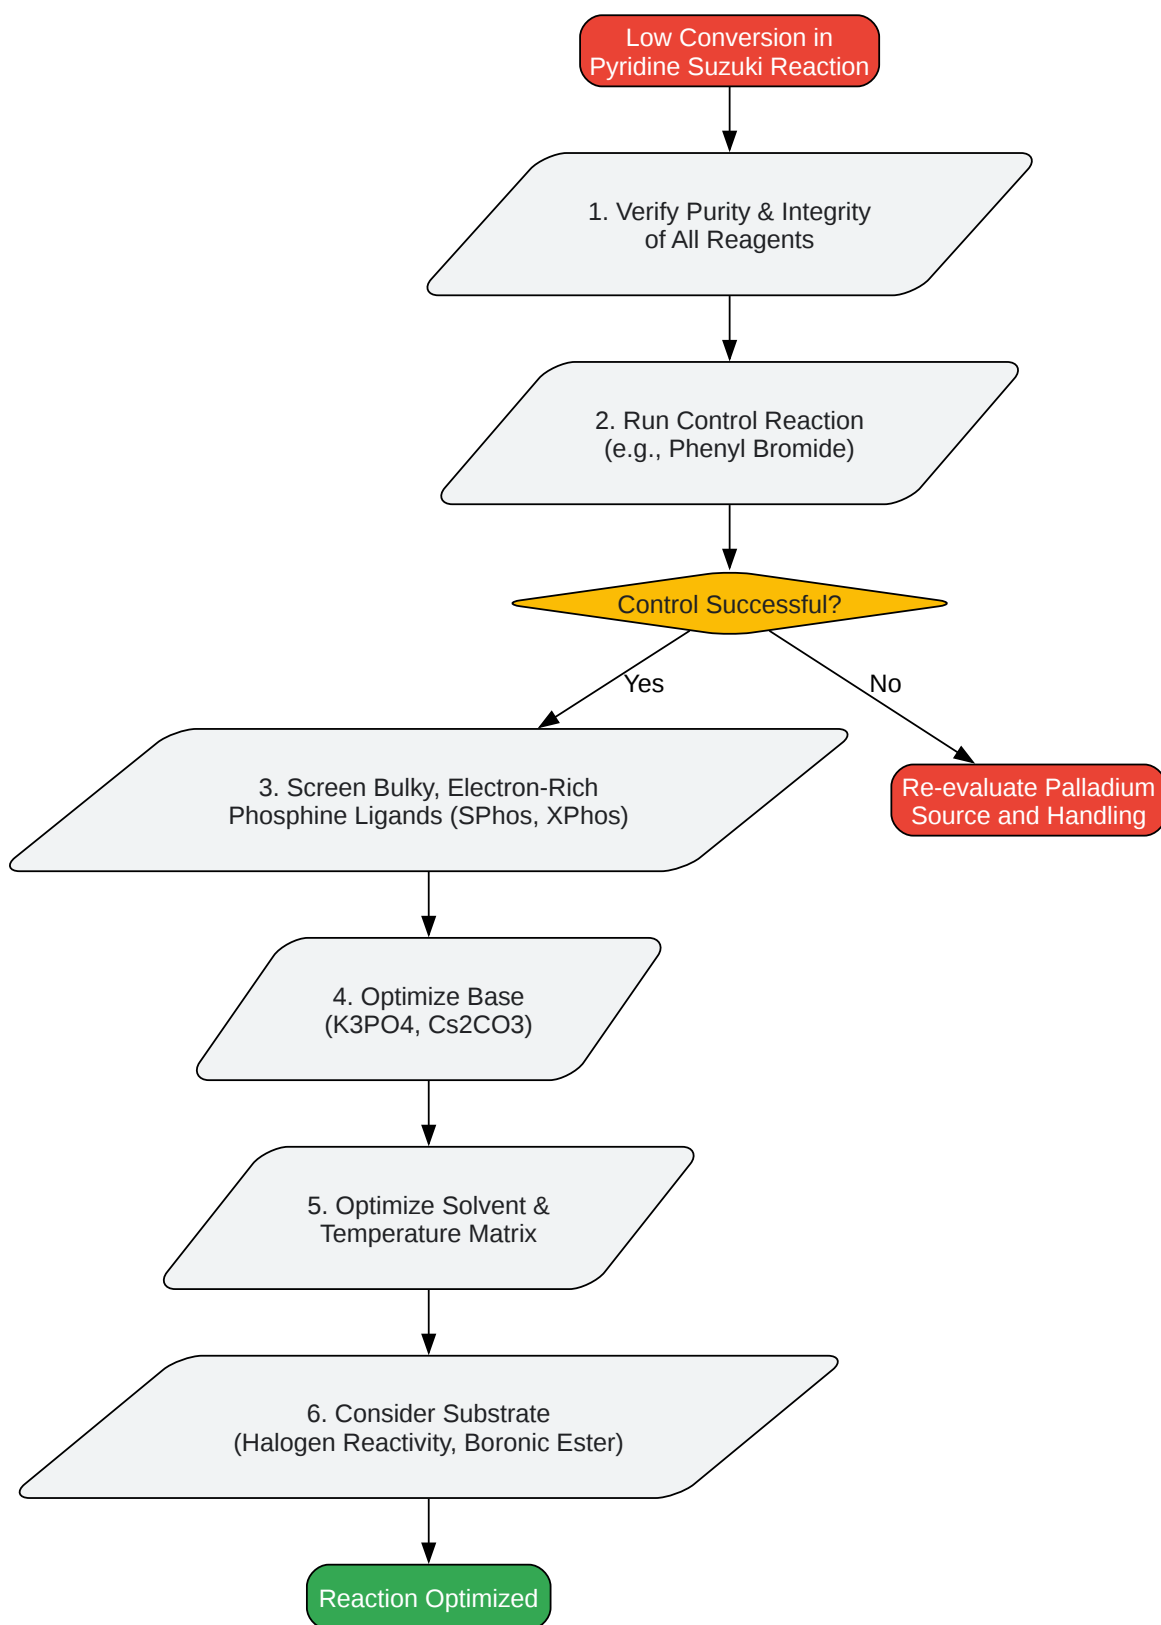 Low Conversion in
Pyridine Suzuki Reaction
1. Verify Purity & Integrity
of All Reagents
2. Run Control Reaction
(e.g., Phenyl Bromide)
Control Successful?
Yes
No
3. Screen Bulky, Electron-Rich
Phosphine Ligands (SPhos, XPhos)
Re-evaluate Palladium
Source and Handling
4. Optimize Base
(K3PO4, Cs2CO3)
5. Optimize Solvent &
Temperature Matrix
6. Consider Substrate
(Halogen Reactivity, Boronic Ester)
Reaction Optimized